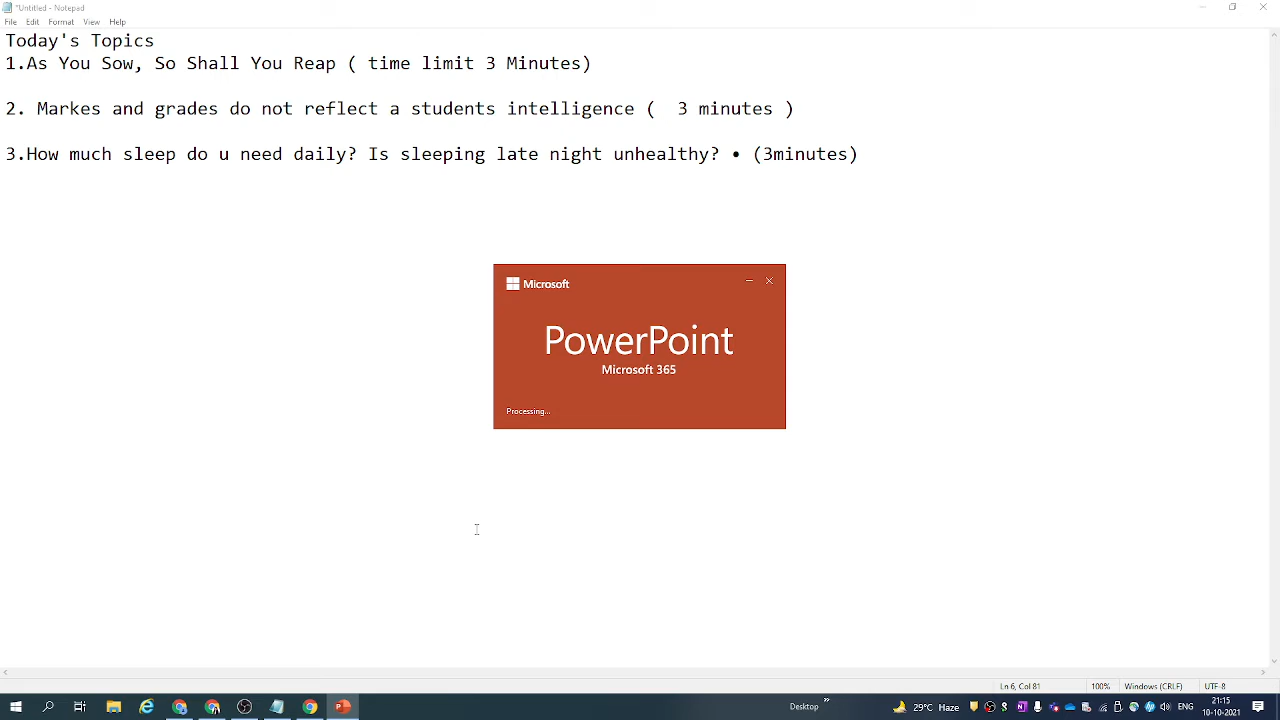 *Untitled - Notepad
File Edit Format View Help
Today's Topics
1.As You Sow, So Shall You Reap ( time limit 3 Minutes)
2. Markes and grades do not reflect a students intelligence (  3 minutes )
3.How much sleep do u need daily? Is sleeping late night unhealthy? • (3minutes)
Microsoft
PowerPoint
Microsoft 365
Processing...
Ln 6, Col 81 100% Windows (CRLF) UTF-8
Desktop 29°C Haze 21:15
10-10-2021